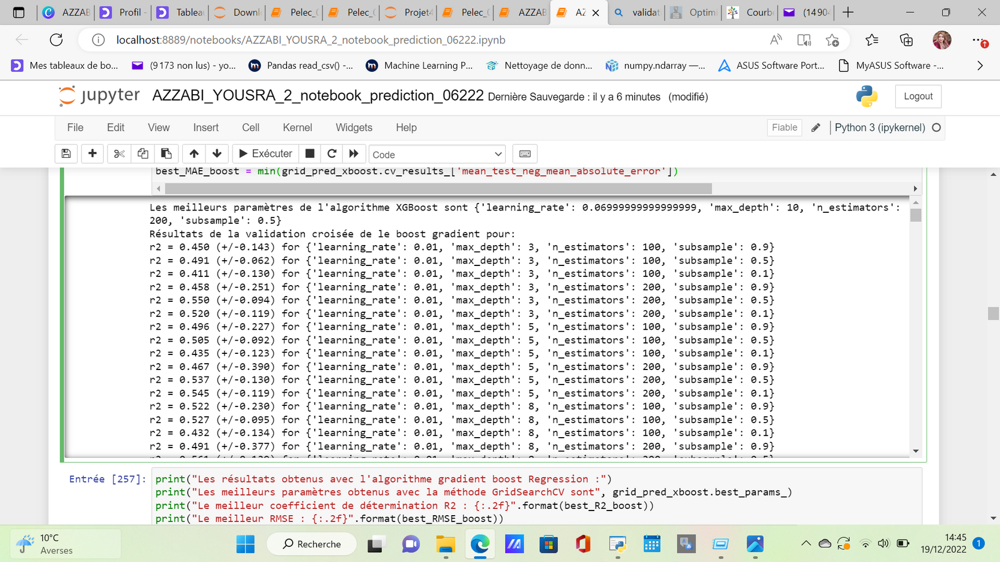 AZZAB
Profil -
Tablea
Downl
Pelec_
Pelec_
Projet4
Pelec_
AZZAB
AZ
validat
Optimi
Courb
(14 904
localhost:8889/notebooks/AZZABI_YOUSRA_2_notebook_prediction_06222.ipynb
Mes tableaux de bo...
(9 173 non lus) - yo...
Pandas read_csv() -...
Machine Learning P...
Nettoyage de donn...
numpy.ndarray —...
ASUS Software Port...
MyASUS Software -...
jupyter AZZABI_YOUSRA_2_notebook_prediction_06222 Dernière Sauvegarde : il y a 6 minutes (modifié)
Logout
File Edit View Insert Cell Kernel Widgets Help
Fiable
Python 3 (ipykernel)
Exécuter
Code
best_MAE_boost = min(grid_pred_xboost.cv_results_['mean_test_neg_mean_absolute_error'])
Les meilleurs paramètres de l'algorithme XGBoost sont {'learning_rate': 0.06999999999999999, 'max_depth': 10, 'n_estimators':
200, 'subsample': 0.5}
Résultats de la validation croisée de le boost gradient pour:
r2 = 0.450 (+/-0.143) for {'learning_rate': 0.01, 'max_depth': 3, 'n_estimators': 100, 'subsample': 0.9}
r2 = 0.491 (+/-0.062) for {'learning_rate': 0.01, 'max_depth': 3, 'n_estimators': 100, 'subsample': 0.5}
r2 = 0.411 (+/-0.130) for {'learning_rate': 0.01, 'max_depth': 3, 'n_estimators': 100, 'subsample': 0.1}
r2 = 0.458 (+/-0.251) for {'learning_rate': 0.01, 'max_depth': 3, 'n_estimators': 200, 'subsample': 0.9}
r2 = 0.550 (+/-0.094) for {'learning_rate': 0.01, 'max_depth': 3, 'n_estimators': 200, 'subsample': 0.5}
r2 = 0.520 (+/-0.119) for {'learning_rate': 0.01, 'max_depth': 3, 'n_estimators': 200, 'subsample': 0.1}
r2 = 0.496 (+/-0.227) for {'learning_rate': 0.01, 'max_depth': 5, 'n_estimators': 100, 'subsample': 0.9}
r2 = 0.505 (+/-0.092) for {'learning_rate': 0.01, 'max_depth': 5, 'n_estimators': 100, 'subsample': 0.5}
r2 = 0.435 (+/-0.123) for {'learning_rate': 0.01, 'max_depth': 5, 'n_estimators': 100, 'subsample': 0.1}
r2 = 0.467 (+/-0.390) for {'learning_rate': 0.01, 'max_depth': 5, 'n_estimators': 200, 'subsample': 0.9}
r2 = 0.537 (+/-0.130) for {'learning_rate': 0.01, 'max_depth': 5, 'n_estimators': 200, 'subsample': 0.5}
r2 = 0.545 (+/-0.119) for {'learning_rate': 0.01, 'max_depth': 5, 'n_estimators': 200, 'subsample': 0.1}
r2 = 0.522 (+/-0.230) for {'learning_rate': 0.01, 'max_depth': 8, 'n_estimators': 100, 'subsample': 0.9}
r2 = 0.527 (+/-0.095) for {'learning_rate': 0.01, 'max_depth': 8, 'n_estimators': 100, 'subsample': 0.5}
r2 = 0.432 (+/-0.134) for {'learning_rate': 0.01, 'max_depth': 8, 'n_estimators': 100, 'subsample': 0.1}
r2 = 0.491 (+/-0.377) for {'learning_rate': 0.01, 'max_depth': 8, 'n_estimators': 200, 'subsample': 0.9}
Entrée [257]: print("Les résultats obtenus avec l'algorithme gradient boost Regression :")
print("Les meilleurs paramètres obtenus avec la méthode GridSearchCV sont", grid_pred_xboost.best_params_)
print("Le meilleur coefficient de détermination R2 : {:.2f}".format(best_R2_boost))
print("Le meilleur RMSE : {:.2f}".format(best_RMSE_boost))
10°C
Averses
Recherche
14:45
19/12/2022
1